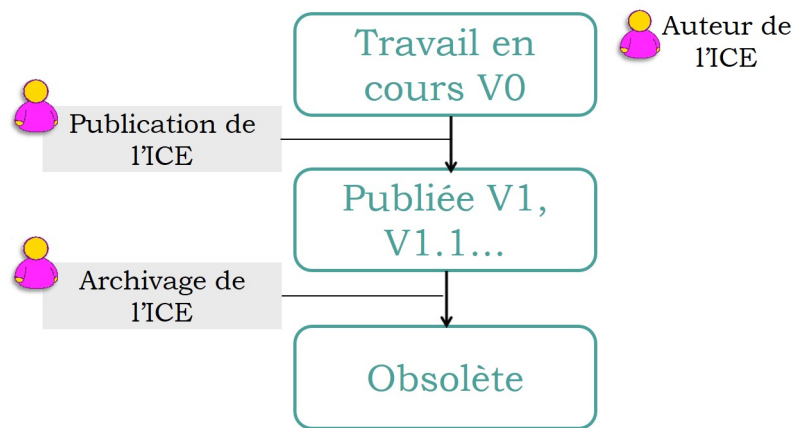 Travail en
cours V0
Auteur de
l'ICE
Publication de
l'ICE
Publiée V1,
V1.1...
Archivage de
l'ICE
Obsolète